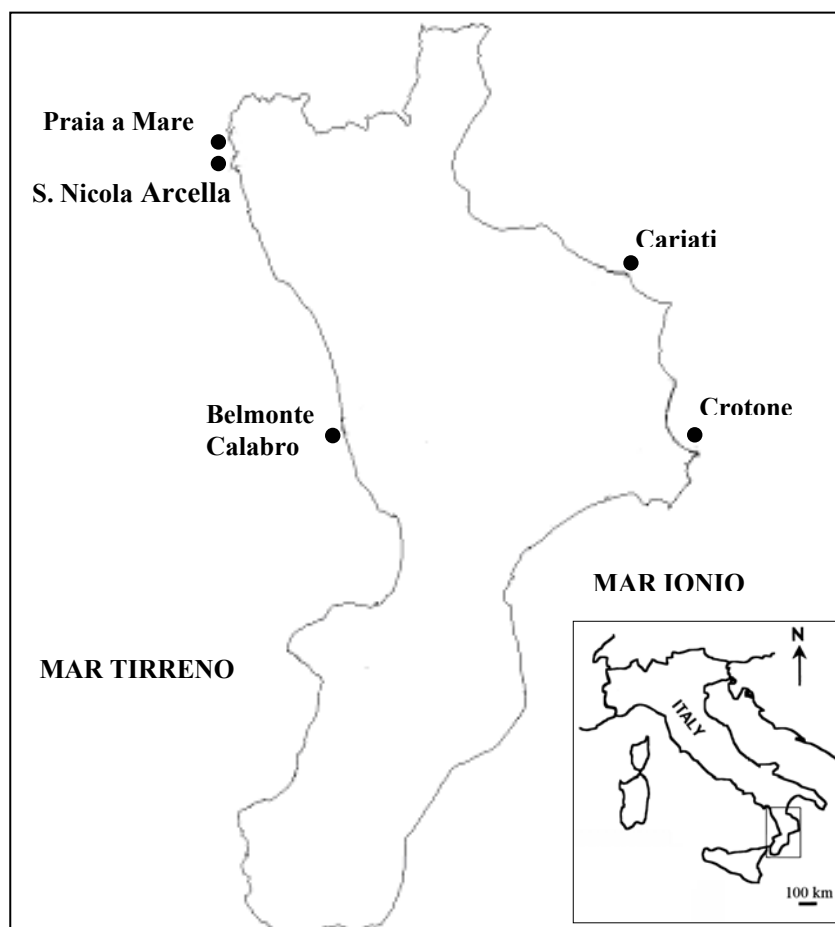 Praia a Mare
S. Nicola Arcella
Cariati
Belmonte
Calabro
Crotone
MAR IONIO
MAR TIRRENO
N
ITALY
100 km